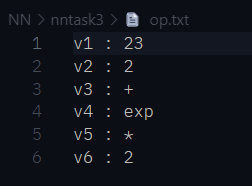 NN > nntask3 > op.txt
1 v1 : 23
2 v2 : 2
3 v3 : +
4 v4 : exp
5 v5 : *
6 v6 : 2